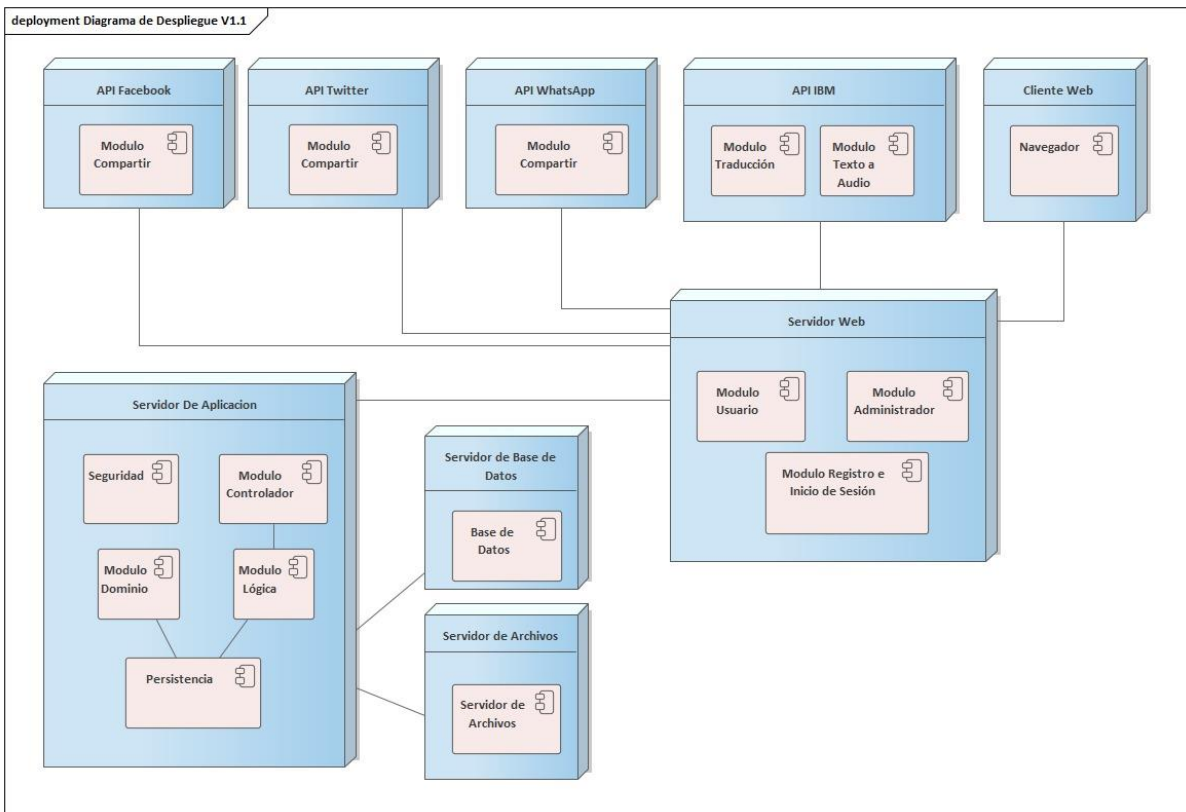 deployment Diagrama de Despliegue V1.1
API Facebook
Modulo
Compartir
API Twitter
Modulo
Compartir
API WhatsApp
Modulo
Compartir
API IBM
Modulo
Traducción
Modulo
Texto a
Audio
Cliente Web
Navegador
Servidor Web
Modulo
Usuario
Modulo
Administrador
Modulo Registro e
Inicio de Sesión
Servidor De Aplicacion
Seguridad
Modulo
Controlador
Modulo
Dominio
Modulo
Lógica
Persistencia
Servidor de Base de
Datos
Base de
Datos
Servidor de Archivos
Servidor de
Archivos